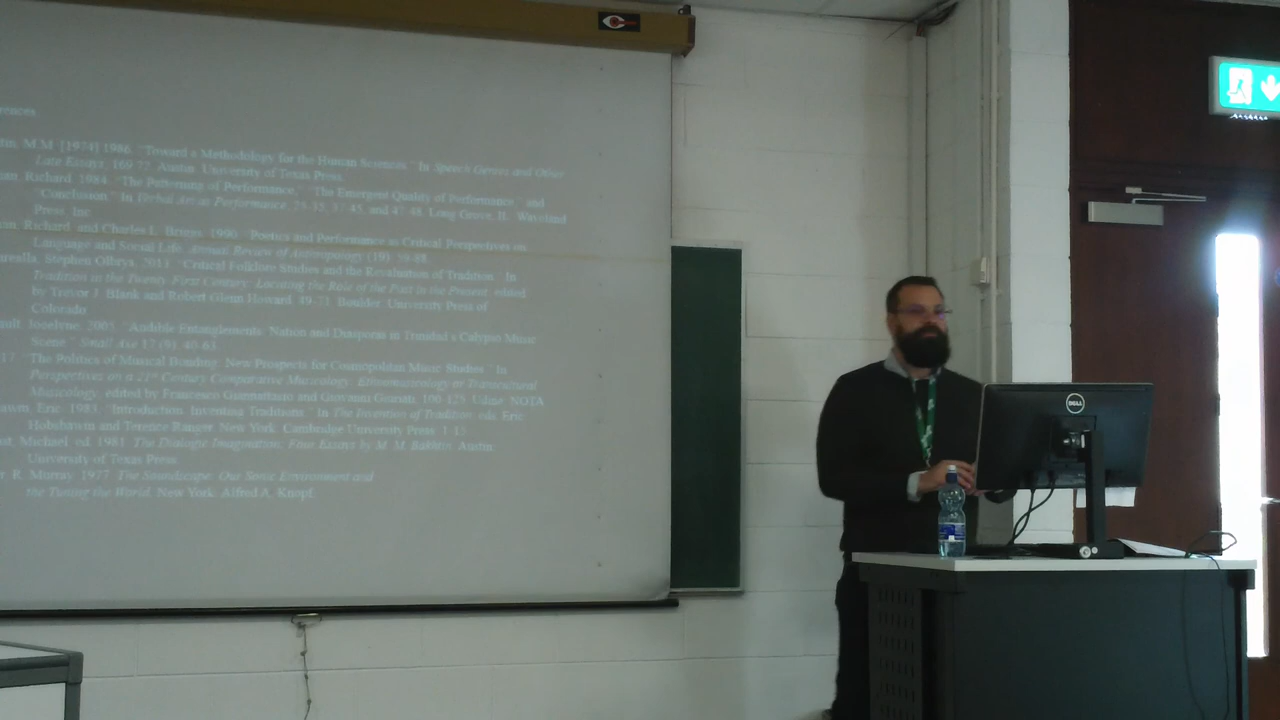 rences
tin, M.M. [1974] 1986. "Toward a Methodology for the Human Sciences." In Speech Genres and Other
Late Essays, 169-72. Austin: University of Texas Press.
an, Richard. 1984. "The Patterning of Performance," "The Emergent Quality of Performance," and
"Conclusion." In Verbal Art as Performance, 25-35, 37-45, and 47-48. Long Grove, IL: Waveland
Press, Inc.
an, Richard, and Charles L. Briggs. 1990. "Poetics and Performance as Critical Perspectives on
Language and Social Life." Annual Review of Anthropology (19): 59-88.
Stephen Olbrys. 2013. "Critical Folklore Studies and the Revaluation of Tradition." In
Tradition in the Twenty-First Century: Locating the Role of the Past in the Present, edited
by Trevor J. Blank and Robert Glenn Howard, 49-71. Boulder: University Press of
Colorado.
ault, Jocelyne. 2005. "Audible Entanglements: Nation and Diasporas in Trinidad's Calypso Music
Scene." Small Axe 17 (9): 40-63.
17. "The Politics of Musical Bonding: New Prospects for Cosmopolitan Music Studies." In
Perspectives on a 21st Century Comparative Musicology: Ethnomusicology or Transcultural
Musicology, edited by Francesco Giannattasio and Giovanni Giuriati, 100-125. Udine: NOTA.
awm, Eric. 1983. "Introduction: Inventing Traditions." In The Invention of Tradition, eds. Eric
Hobsbawm and Terence Ranger. New York: Cambridge University Press. 1-15.
st, Michael, ed. 1981. The Dialogic Imagination: Four Essays by M. M. Bakhtin. Austin:
University of Texas Press.
r, R. Murray. 1977. The Soundscape: Our Sonic Environment and
the Tuning of the World. New York: Alfred A. Knopf.
DELL